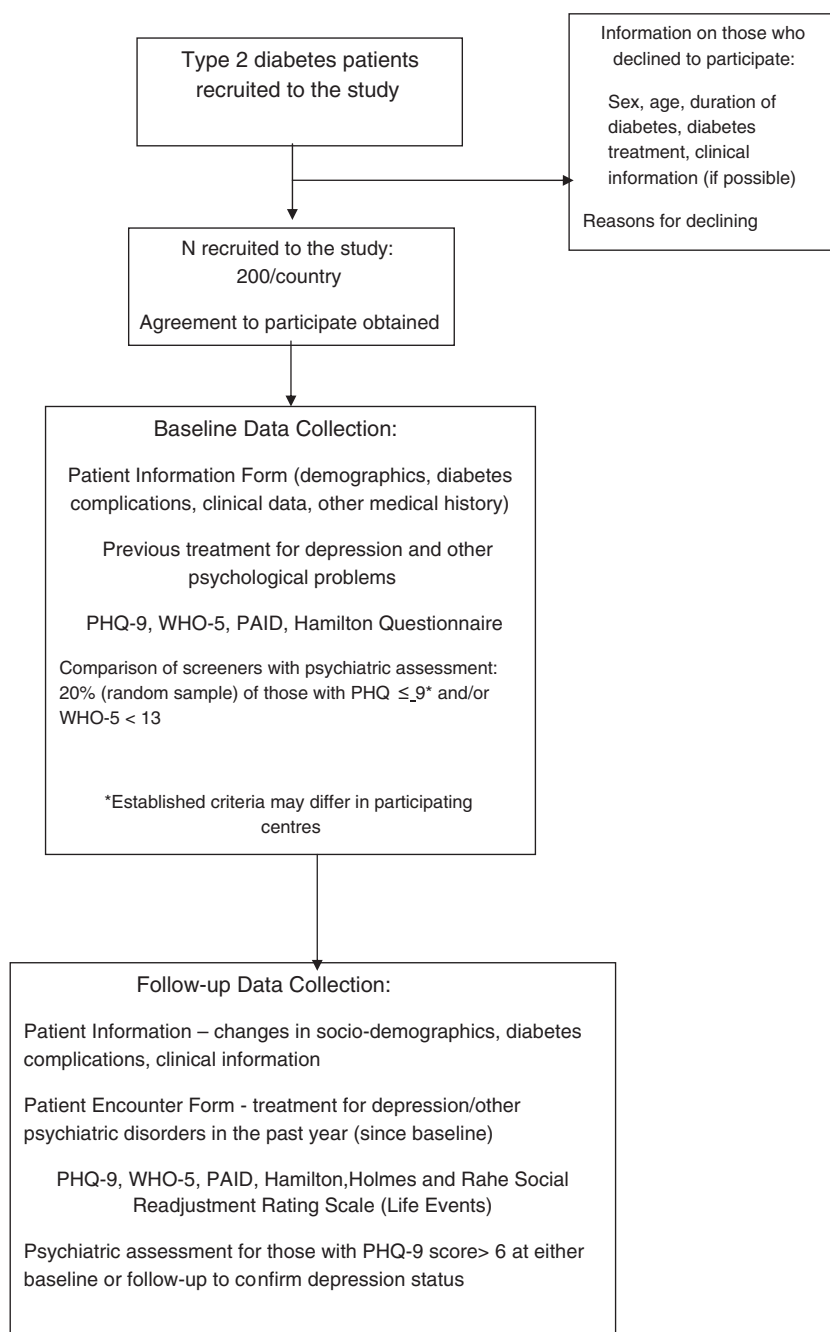 Type 2 diabetes patients
recruited to the study
Information on those who
declined to participate:
Sex, age, duration of
diabetes, diabetes
treatment, clinical
information (if possible)
Reasons for declining
N recruited to the study:
200/country
Agreement to participate obtained
Baseline Data Collection:
Patient Information Form (demographics, diabetes
complications, clinical data, other medical history)
Previous treatment for depression and other
psychological problems
PHQ-9, WHO-5, PAID, Hamilton Questionnaire
Comparison of screeners with psychiatric assessment:
20% (random sample) of those with PHQ ≤_9* and/or
WHO-5 < 13
*Established criteria may differ in participating
centres
Follow-up Data Collection:
Patient Information – changes in socio-demographics, diabetes
complications, clinical information
Patient Encounter Form - treatment for depression/other
psychiatric disorders in the past year (since baseline)
PHQ-9, WHO-5, PAID, Hamilton,Holmes and Rahe Social
Readjustment Rating Scale (Life Events)
Psychiatric assessment for those with PHQ-9 score> 6 at either
baseline or follow-up to confirm depression status